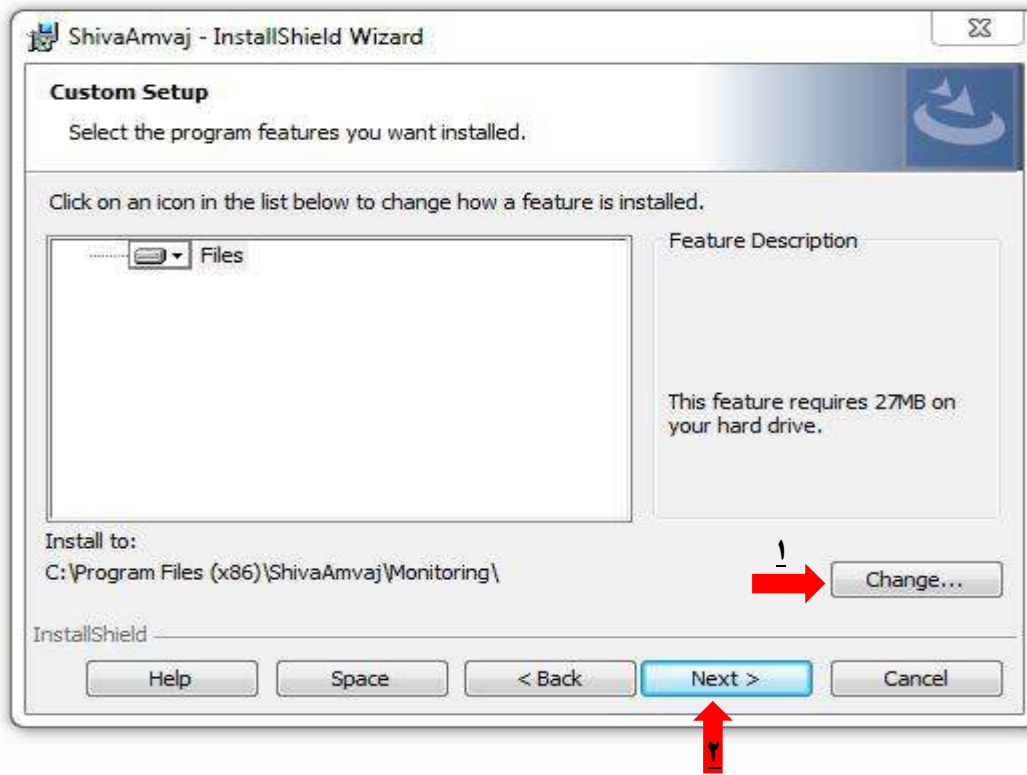 ShivaAmvaj - InstallShield Wizard
Custom Setup
Select the program features you want installed.
Click on an icon in the list below to change how a feature is installed.
Files
Feature Description
This feature requires 27MB on
your hard drive.
Install to:
C:\Program Files (x86)\ShivaAmvaj\Monitoring\
۱
Change...
InstallShield
Help
Space
< Back
Next >
Cancel
۲